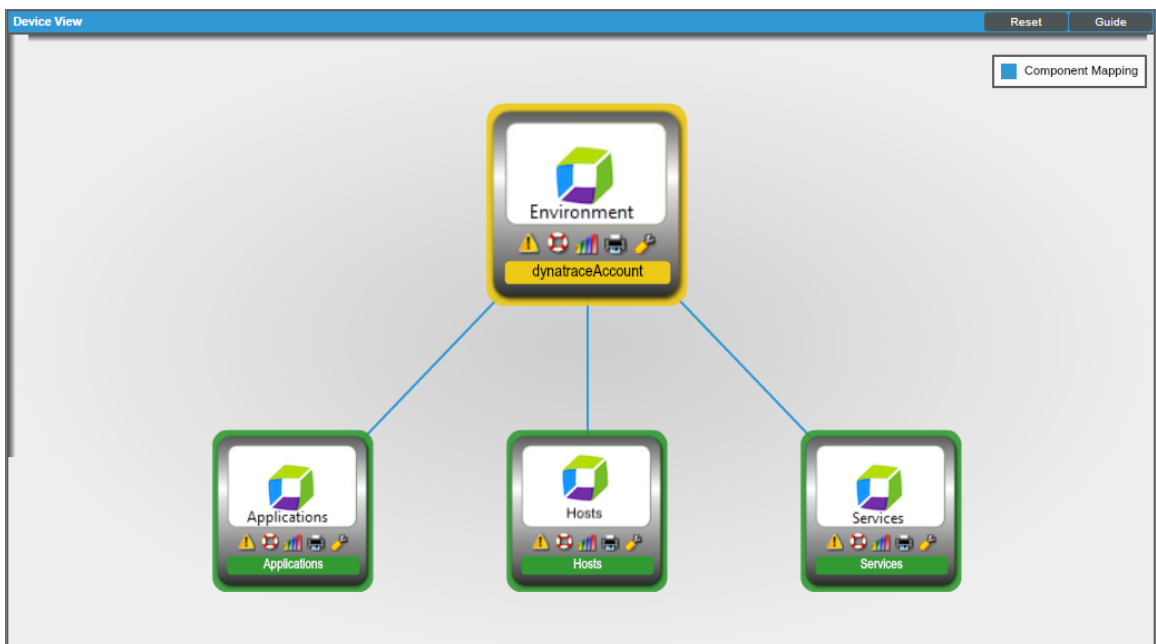 Device View
Reset
Guide
Component Mapping
Environment
dynatraceAccount
Applications
Applications
Hosts
Hosts
Services
Services